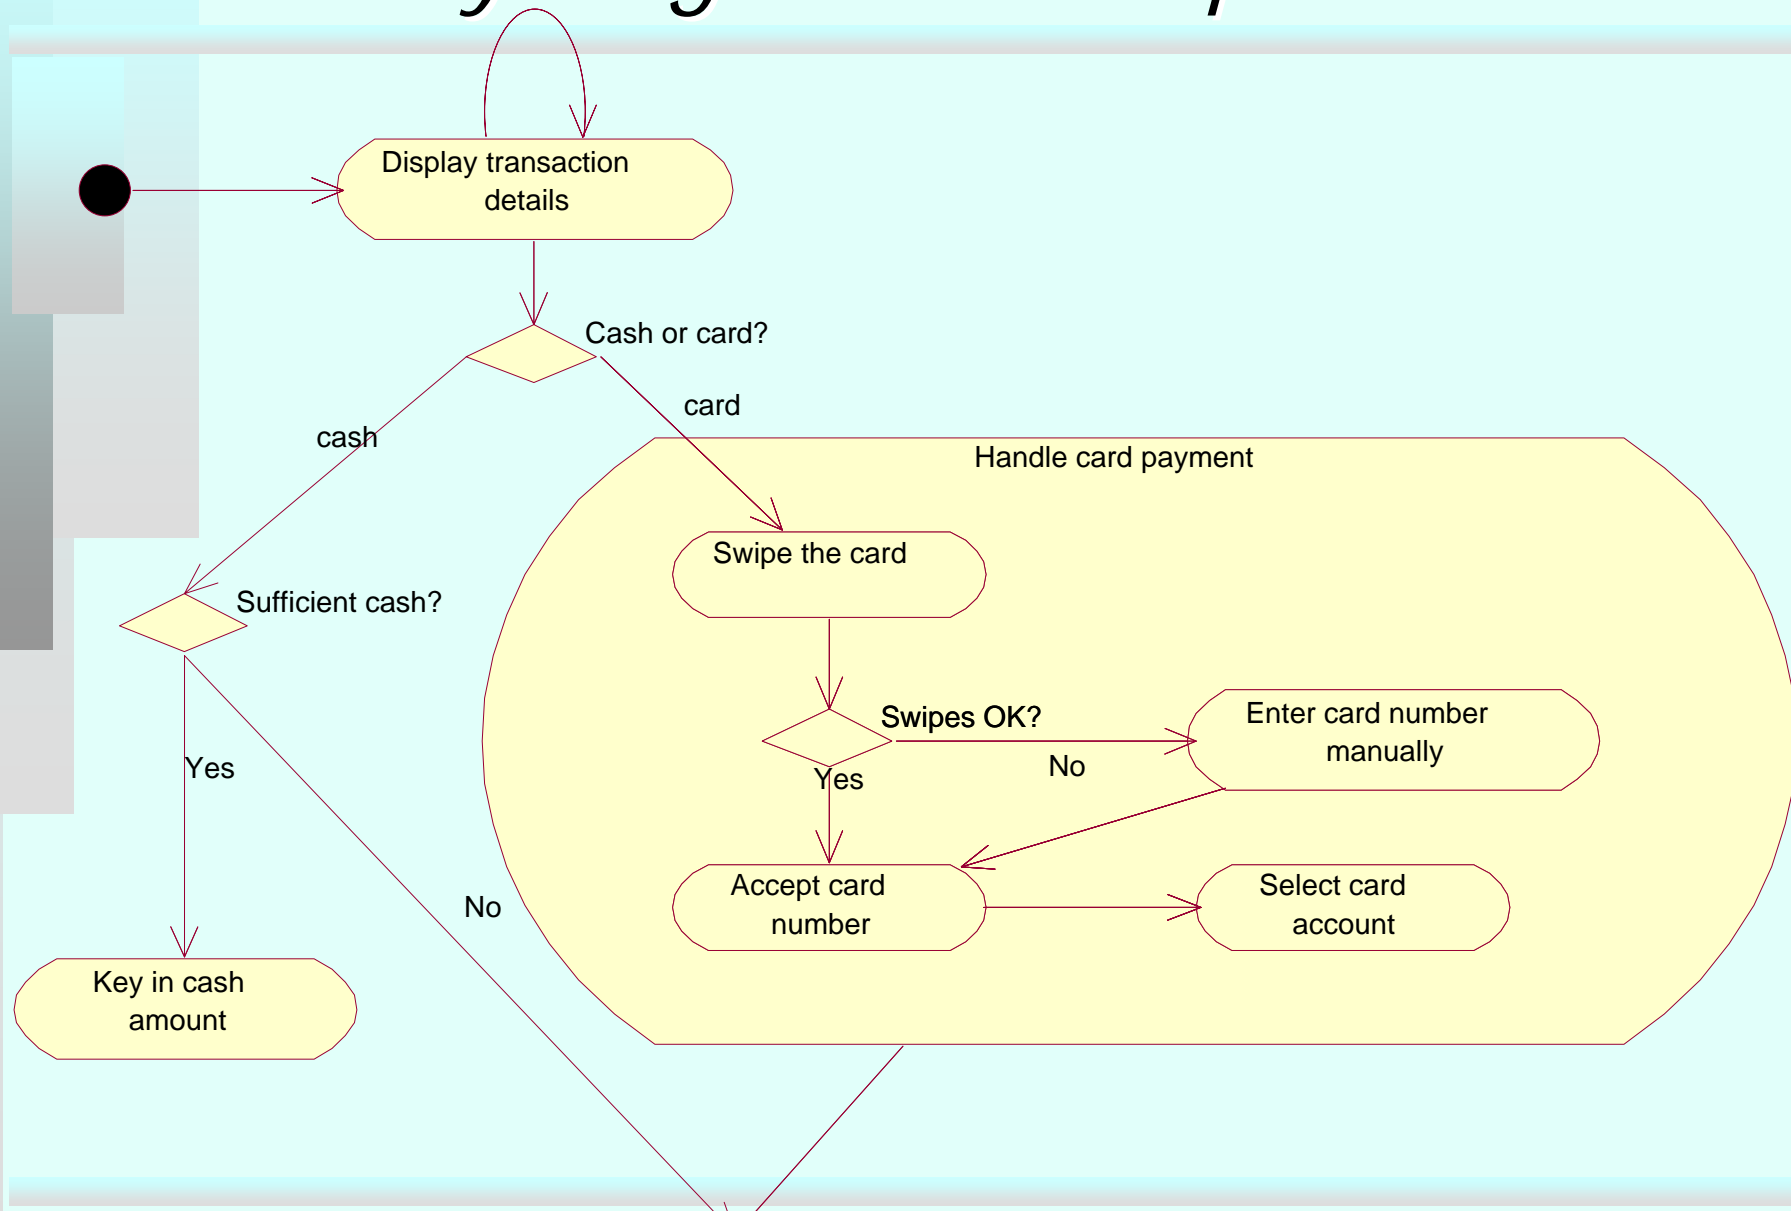 Display transaction
details
Cash or card?
card
cash
Handle card payment
Swipe the card
Sufficient cash?
Swipes OK?
Enter card number
manually
No
Yes
Yes
Accept card
number
Select card
account
No
Key in cash
amount